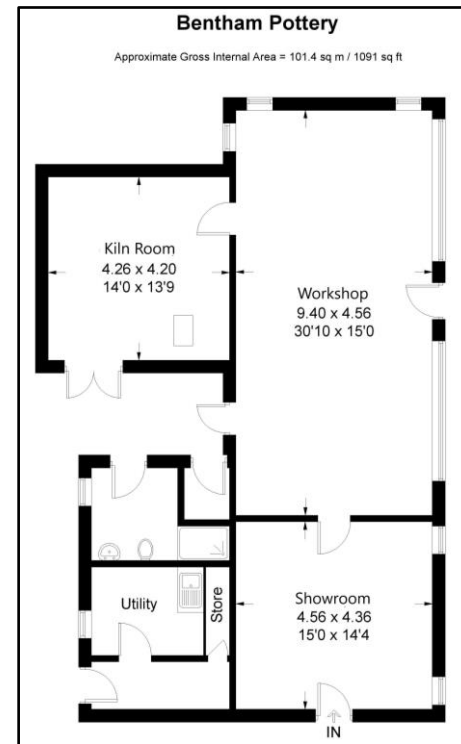 Bentham Pottery
Approximate Gross Internal Area = 101.4 sq m / 1091 sq ft
Kiln Room
4.26 x 4.20
14'0 x 13'9
Workshop
9.40 x 4.56
30'10 x 15'0
Utility
Store
Showroom
4.56 x 4.36
15'0 x 14'4
IN